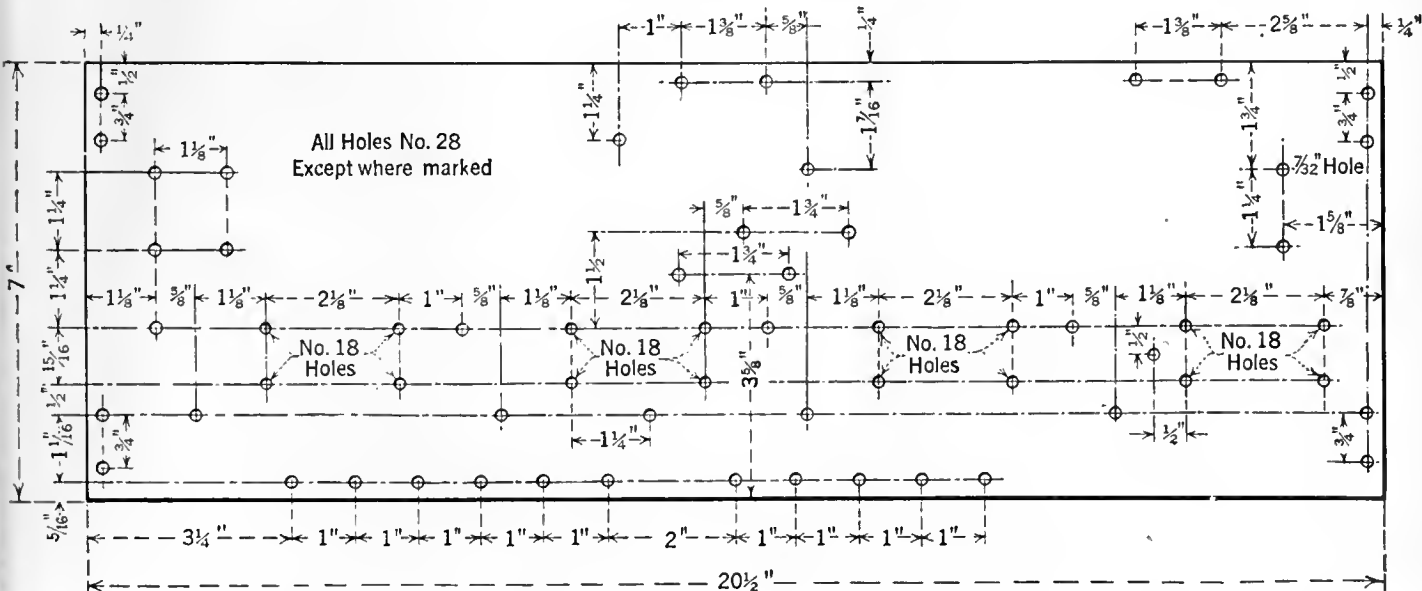 1/4" 1" 1 3/8" 5/8" 1/4" 1 3/8" 2 5/8" 1/4"
1/2" 3/4" 1 1/4" 1 7/16" 1 3/4" 1/2" 3/4"
All Holes No. 28
Except where marked
1 1/8"
7/32" Hole
1 1/4" 5/8" 1 3/4" 1 1/4" 1 5/8"
7" 1 1/4" 1 1/2 1 3/4"
1 1/8" 5/8" 1 1/8" 2 1/8" 1" 5/8" 1 1/8" 2 1/8" 1" 5/8" 1 1/8" 2 1/8" 1" 5/8" 1 1/8" 2 1/8" 7/8"
15/16" No. 18 No. 18 No. 18 1/2" No. 18
Holes Holes Holes Holes
1/2" 3 5/8"
1 1/16" 3/4" 1 1/4" 1/2" 3/4"
5/16"
3 1/4" 1" 1" 1" 1" 1" 2" 1" 1" 1" 1"
20 1/2"